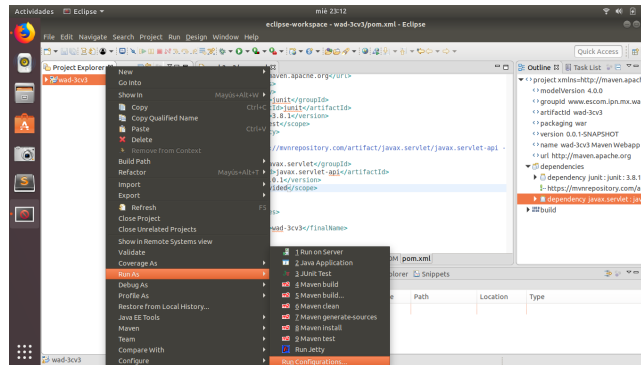 Actividades Eclipse mié 23:12
eclipse-workspace - wad-3cv3/pom.xml - Eclipse
File Edit Navigate Search Project Run Design Window Help
Quick Access
Project Explorer
Outline Task List
wad-3cv3
New
Go Into
Show In Mayús+Alt+W
Copy Ctrl+C
Copy Qualified Name
Paste Ctrl+V
Delete
Remove from Context
Build Path
Refactor Mayús+Alt+T
Import
Export
Refresh F5
Close Project
Close Unrelated Projects
Show in Remote Systems view
Validate
Coverage As
Run As
Debug As
Profile As
Restore from Local History...
Java EE Tools
Maven
Team
Compare With
Configure
maven.apache.org</url>
junit</groupId>
tId>junit</artifactId>
>3.8.1</version>
est</scope>
cy>
://mvnrepository.com/artifact/javax.servlet/javax.servlet-api -
avax.servlet</groupId>
d>javax.servlet-api</artifactId>
.0.1</version>
vided</scope>
es>
wad-3cv3</finalName>
1 Run on Server
2 Java Application
3 JUnit Test
4 Maven build
5 Maven build...
6 Maven clean
7 Maven generate-sources
8 Maven install
9 Maven test
Run Jetty
Run Configurations...
OM pom.xml
plorer Snippets
e Path Location Type
project xmlns=http://maven.apach
modelVersion 4.0.0
groupId www.escom.ipn.mx.wa
artifactId wad-3cv3
packaging war
version 0.0.1-SNAPSHOT
name wad-3cv3 Maven Webapp
url http://maven.apache.org
dependencies
dependency junit : junit : 3.8.1
https://mvnrepository.com/a
dependency javax.servlet : jav
build
wad-3cv3